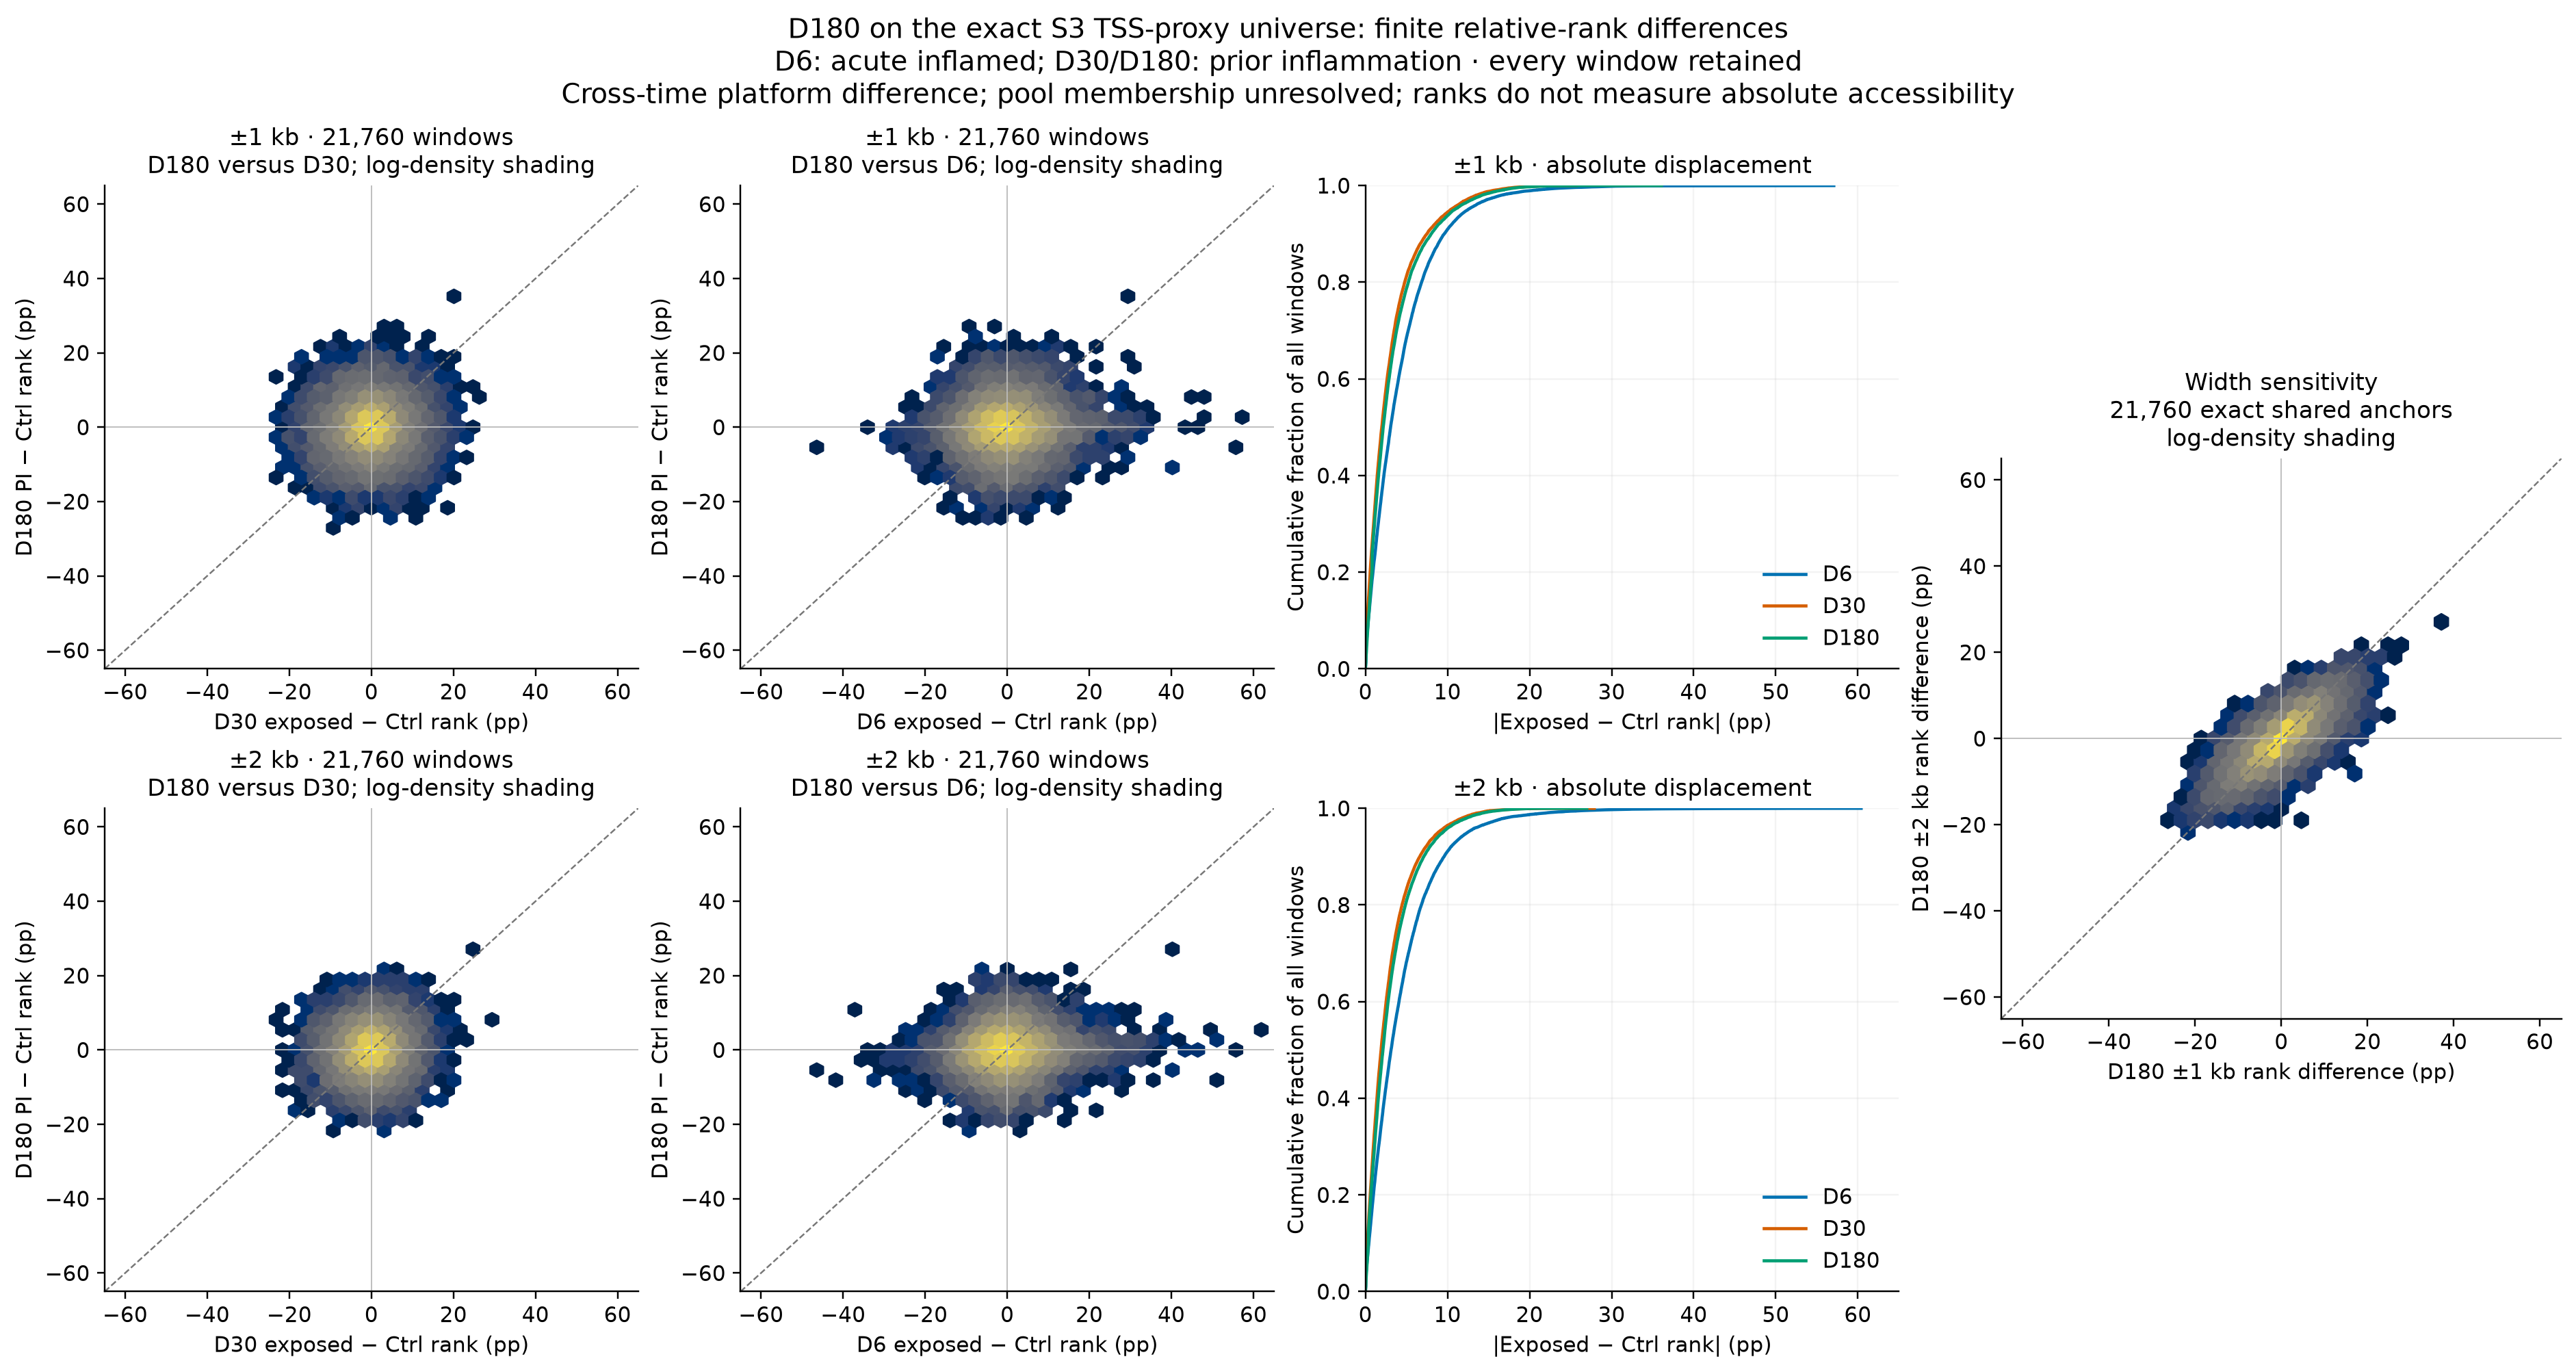 D180 on the exact S3 TSS-proxy universe: finite relative-rank differences
D6: acute inflamed; D30/D180: prior inflammation · every window retained
Cross-time platform difference; pool membership unresolved; ranks do not measure absolute accessibility
±1 kb · 21,760 windows
D180 versus D30; log-density shading
60
40
20
0
−20
−40
−60
D180 PI − Ctrl rank (pp)
−60 −40 −20 0 20 40 60
D30 exposed − Ctrl rank (pp)
±1 kb · 21,760 windows
D180 versus D6; log-density shading
60
40
20
0
−20
−40
−60
D180 PI − Ctrl rank (pp)
−60 −40 −20 0 20 40 60
D6 exposed − Ctrl rank (pp)
±1 kb · absolute displacement
1.0
0.8
0.6
0.4
0.2
0.0
Cumulative fraction of all windows
D6
D30
D180
0 10 20 30 40 50 60
|Exposed − Ctrl rank| (pp)
±2 kb · 21,760 windows
D180 versus D30; log-density shading
60
40
20
0
−20
−40
−60
D180 PI − Ctrl rank (pp)
−60 −40 −20 0 20 40 60
D30 exposed − Ctrl rank (pp)
±2 kb · 21,760 windows
D180 versus D6; log-density shading
60
40
20
0
−20
−40
−60
D180 PI − Ctrl rank (pp)
−60 −40 −20 0 20 40 60
D6 exposed − Ctrl rank (pp)
±2 kb · absolute displacement
1.0
0.8
0.6
0.4
0.2
0.0
Cumulative fraction of all windows
D6
D30
D180
0 10 20 30 40 50 60
|Exposed − Ctrl rank| (pp)
Width sensitivity
21,760 exact shared anchors
log-density shading
60
40
20
0
−20
−40
−60
D180 ±2 kb rank difference (pp)
−60 −40 −20 0 20 40 60
D180 ±1 kb rank difference (pp)